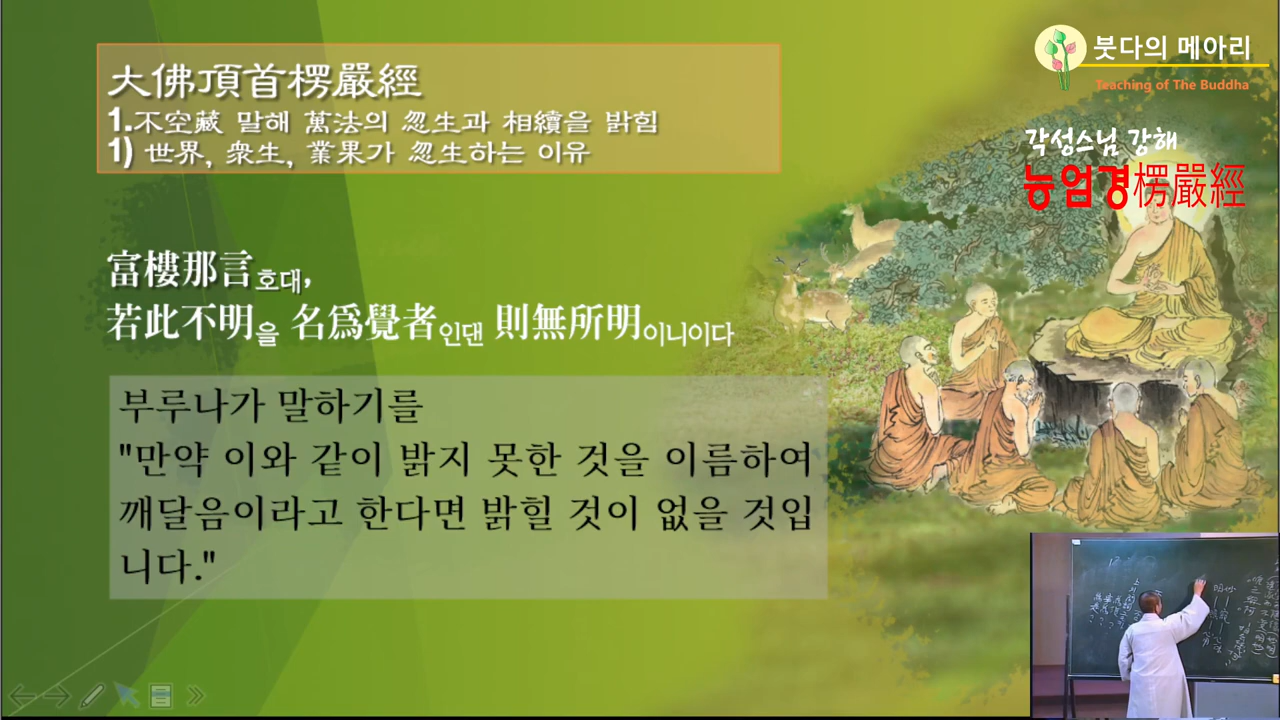 大佛頂首楞嚴經
1.不空藏 말해 萬法의 忽生과 相續을 밝힘
1) 世界, 衆生, 業果가 忽生하는 이유
붓다의 메아리
Teaching of The Buddha
각성스님 강해
능엄경楞嚴經
富樓那言호대,
若此不明을 名爲覺者인댄 則無所明이니이다
부루나가 말하기를
"만약 이와 같이 밝지 못한 것을 이름하여
깨달음이라고 한다면 밝힐 것이 없을 것입
니다."